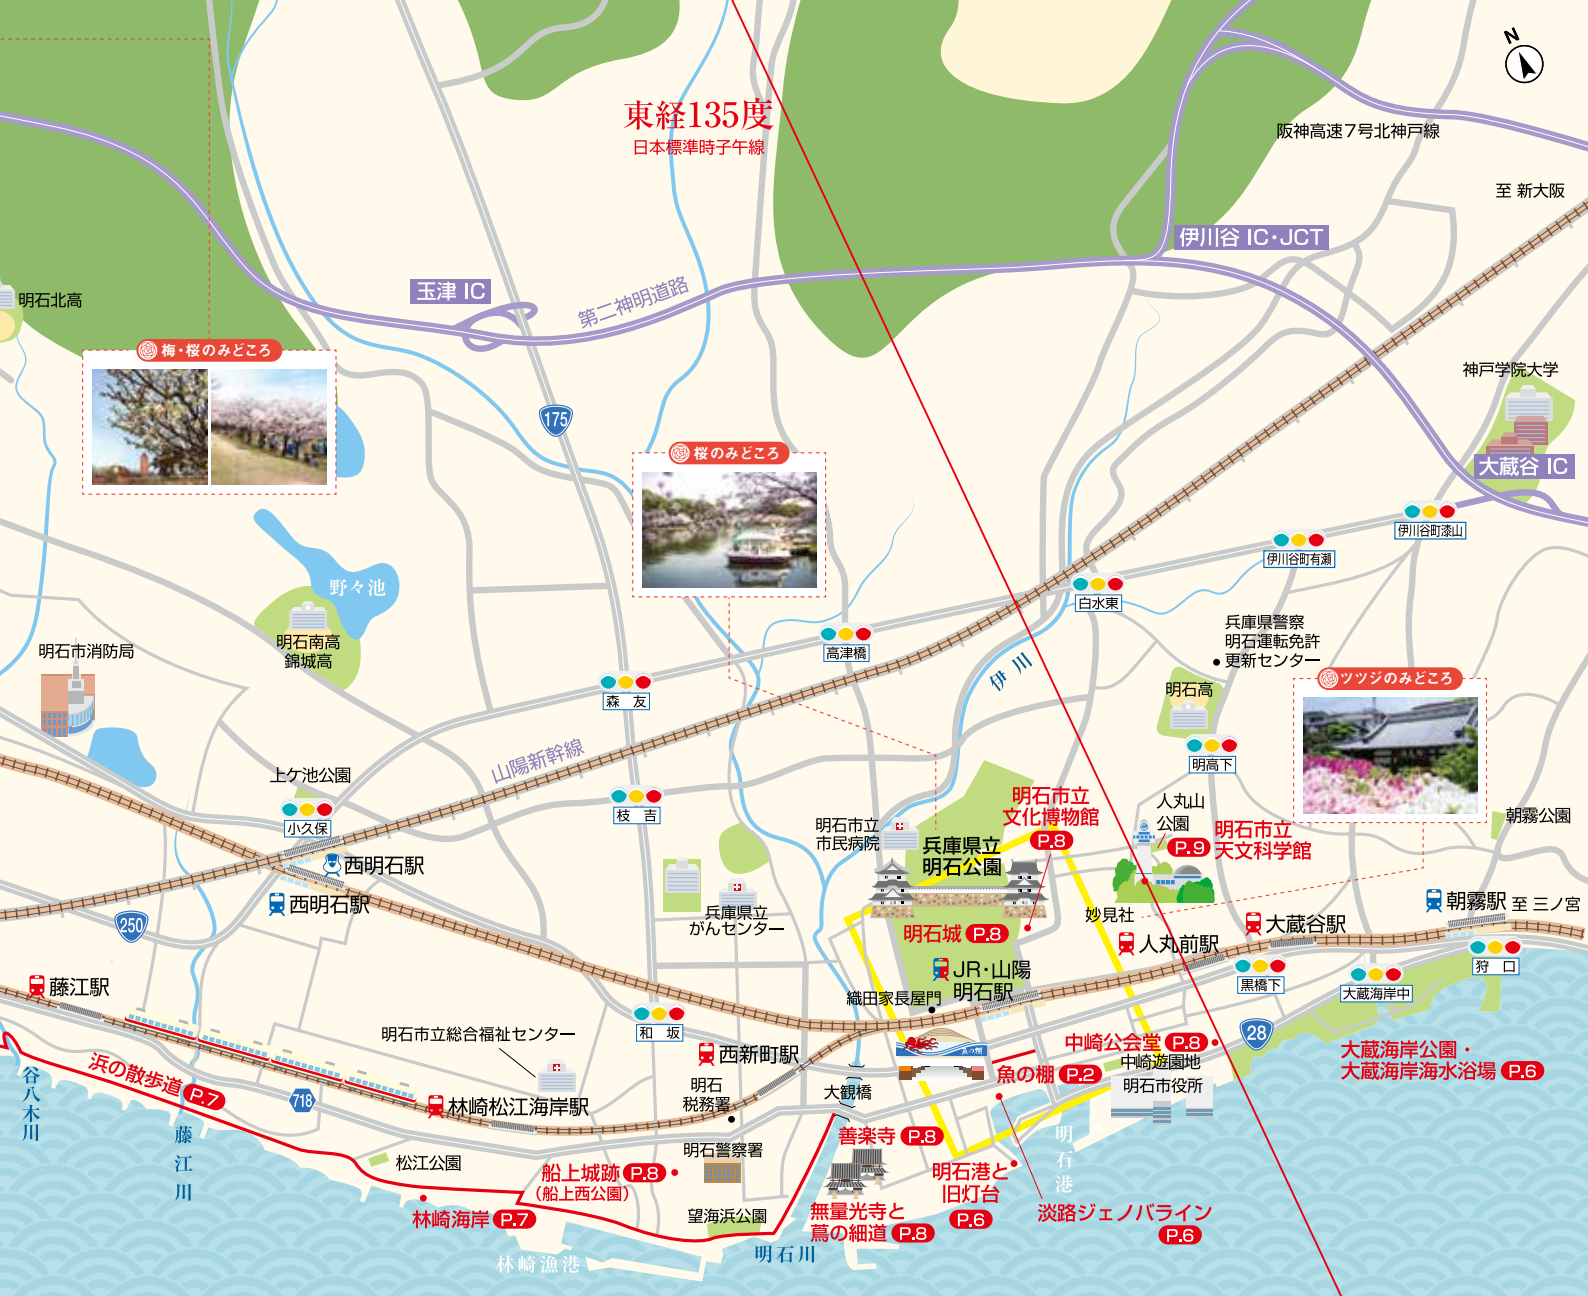 N
東経135度
日本標準時子午線
阪神高速7号北神戸線
至 新大阪
伊川谷 IC・JCT
玉津 IC
第二神明道路
明石北高
梅・桜のみどころ
175
桜のみどころ
神戸学院大学
大蔵谷 IC
伊川谷町漆山
伊川谷町有瀬
白水東
野々池
明石南高
錦城高
明石市消防局
高津橋
伊川
兵庫県警察
明石運転免許
更新センター
明石高
ツツジのみどころ
森 友
明高下
山陽新幹線
上ケ池公園
小久保
枝 吉
明石市立
市民病院
兵庫県立
明石公園
明石市立
文化博物館
P.8
人丸山
公園
P.9
明石市立
天文科学館
朝霧公園
西明石駅
西明石駅
250
兵庫県立
がんセンター
明石城 P.8
妙見社
人丸前駅
大蔵谷駅
朝霧駅
至 三ノ宮
藤江駅
JR・山陽
明石駅
織田家長屋門
黒橋下
大蔵海岸中
狩 口
和 坂
明石市立総合福祉センター
西新町駅
28
中崎公会堂 P.8
中崎遊園地
明石市役所
大蔵海岸公園・
大蔵海岸海水浴場 P.6
魚の棚
魚の棚 P.2
浜の散歩道 P.7
谷八木川
718
林崎松江海岸駅
明石
税務署
大観橋
藤江川
松江公園
明石警察署
善楽寺 P.8
明石港
船上城跡 P.8
(船上西公園)
明石港と
旧灯台
P.6
林崎海岸 P.7
望海浜公園
無量光寺と
蔦の細道 P.8
淡路ジェノバライン
P.6
林崎漁港
明石川